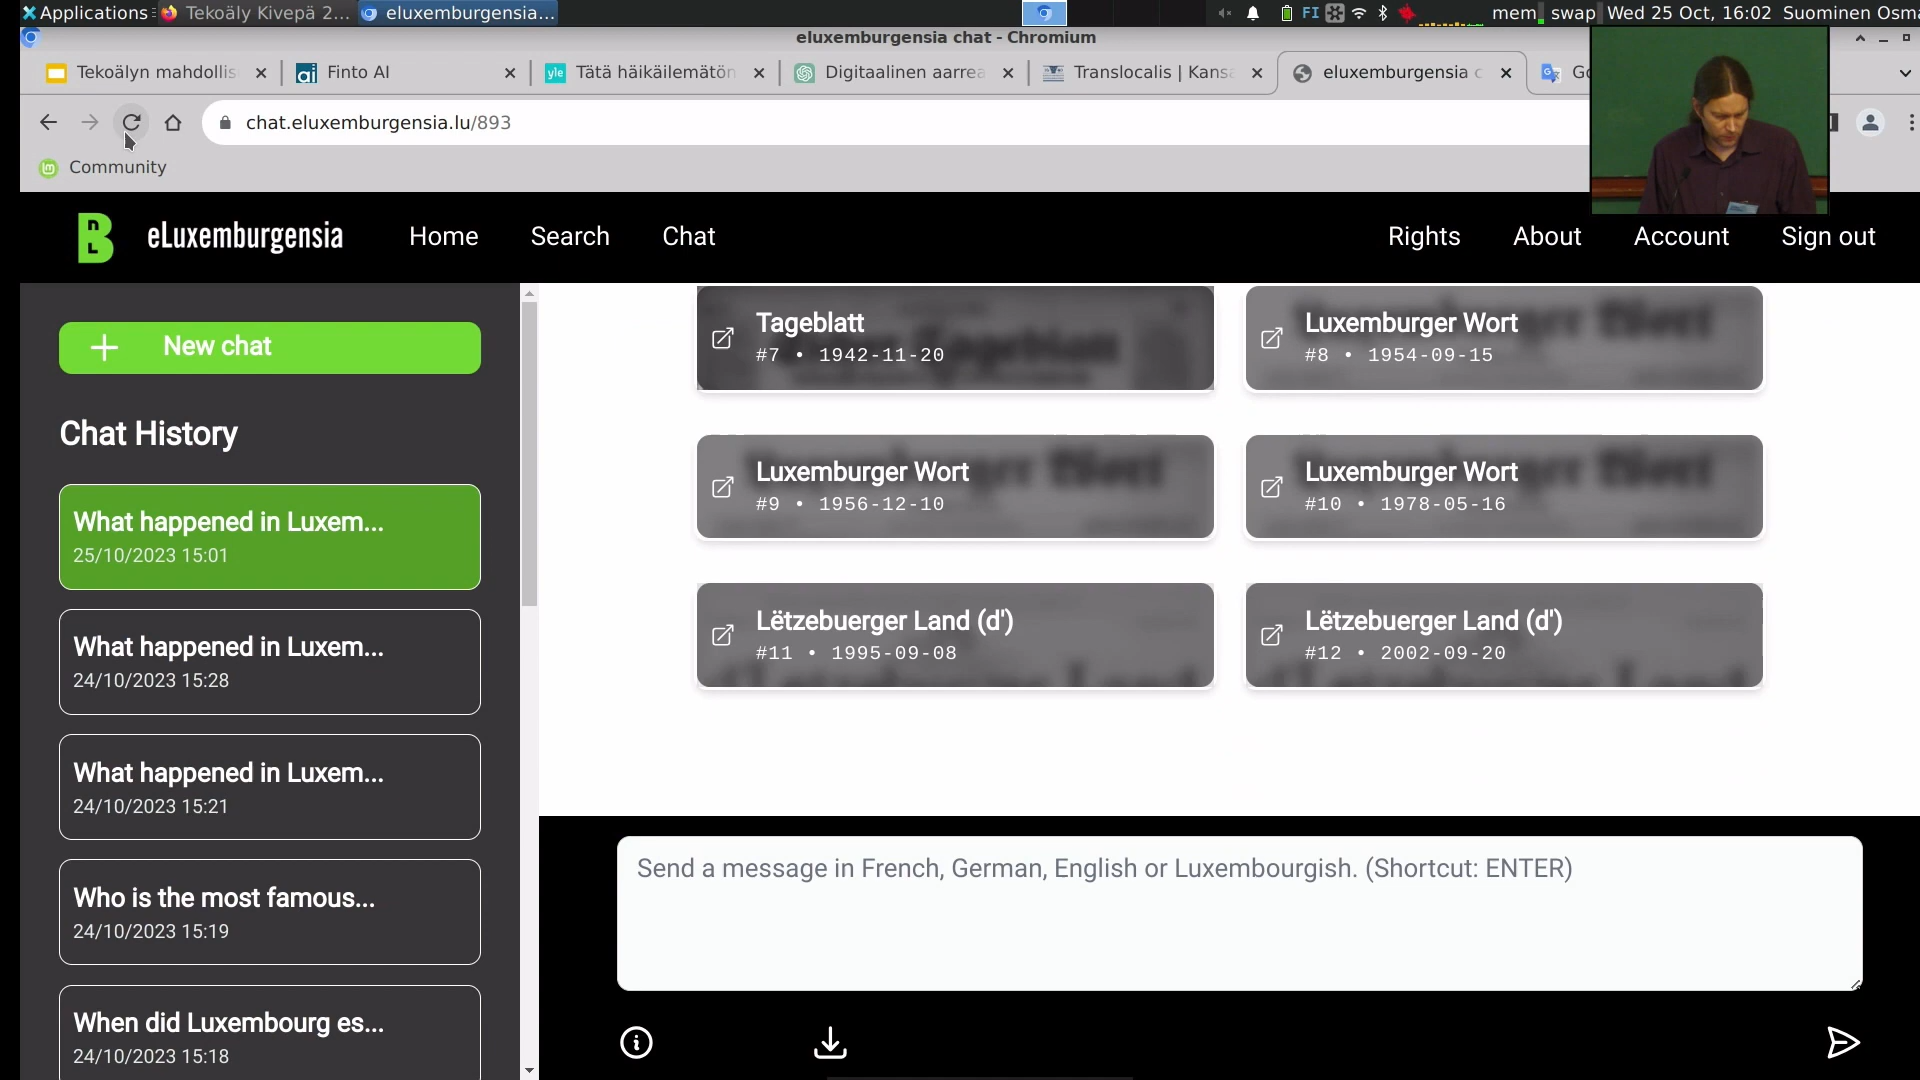 Applications
Tekoäly Kivepä 2...
eluxemburgensia...
FI
mem
swap
Wed 25 Oct, 16:02
Suominen Osma
eluxemburgensia chat - Chromium
Tekoälyn mahdollis
ai Finto AI
yle Tätä häikäilemätön
Digitaalinen aarrea
Translocalis | Kansa
eluxemburgensia c
chat.eluxemburgensia.lu/893
Community
B n L
eLuxemburgensia
Home
Search
Chat
Rights
About
Account
Sign out
New chat
Chat History
What happened in Luxem...
25/10/2023 15:01
What happened in Luxem...
24/10/2023 15:28
What happened in Luxem...
24/10/2023 15:21
Who is the most famous...
24/10/2023 15:19
When did Luxembourg es...
24/10/2023 15:18
Tageblatt
#7 • 1942-11-20
Luxemburger Wort
#8 • 1954-09-15
Luxemburger Wort
#9 • 1956-12-10
Luxemburger Wort
#10 • 1978-05-16
Lëtzebuerger Land (d')
#11 • 1995-09-08
Lëtzebuerger Land (d')
#12 • 2002-09-20
Send a message in French, German, English or Luxembourgish. (Shortcut: ENTER)